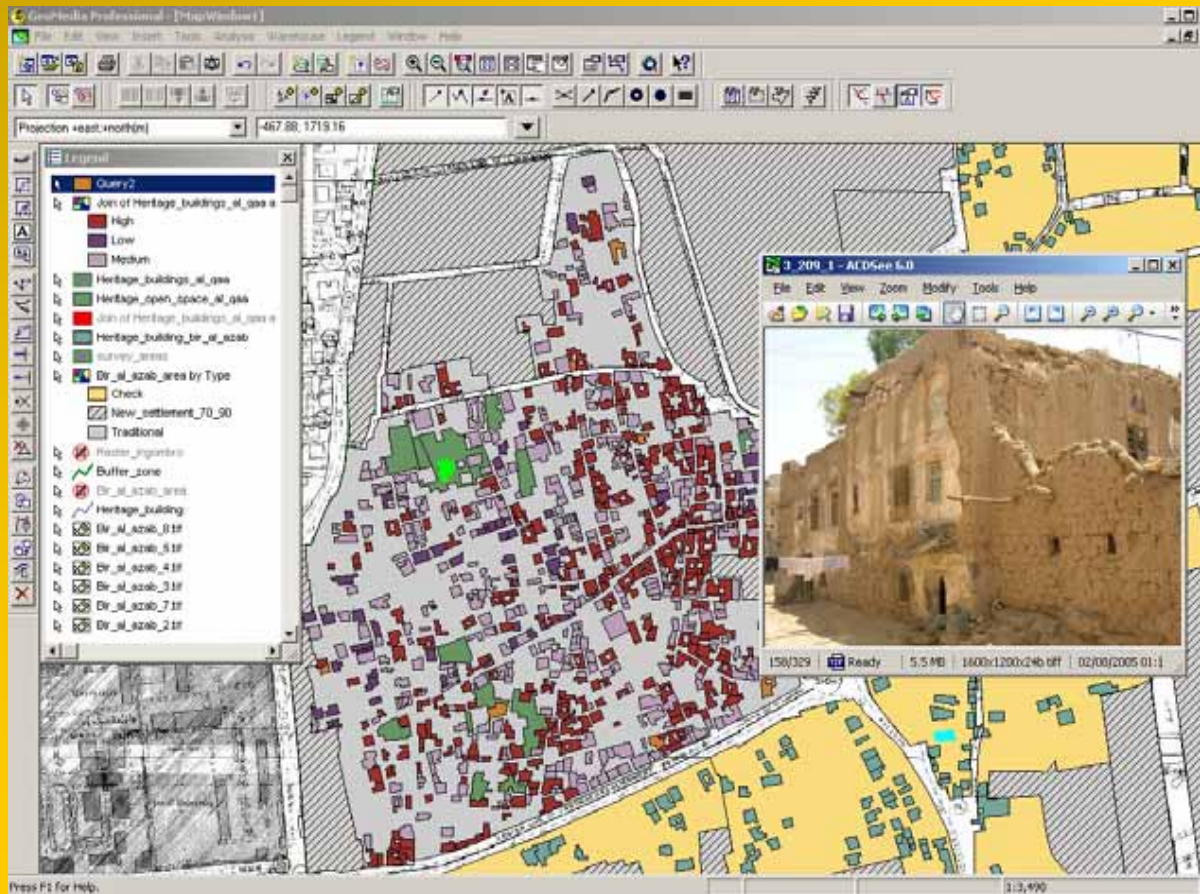 GeoMedia Professional - [MapWindow1]
File Edit View Insert Tools Analysis Warehouse Legend Window Help
Projection +east;+north(m)
-467.88, 1719.16
Legend
Query2
Join of Heritage_buildings_al_qaa a
High
Low
Medium
Heritage_buildings_al_qaa
Heritage_open_space_al_qaa
Join of Heritage_buildings_al_qaa a
Heritage_building_bir_al_azab
survey_areas
Bir_al_azab_area by Type
Check
New_settlement_70_90
Traditional
Raster_ingombro
Buffer_zone
Bir_al_azab_area
Heritage_building
Bir_al_azab_8.tif
Bir_al_azab_5.tif
Bir_al_azab_4.tif
Bir_al_azab_3.tif
Bir_al_azab_7.tif
Bir_al_azab_2.tif
3_209_1 - ACDSee 6.0
File Edit View Zoom Modify Tools Help
158/329 Ready 5.5 MB 1600x1200x24b tiff 02/08/2005 01:1
Press F1 for Help.
1:3,490